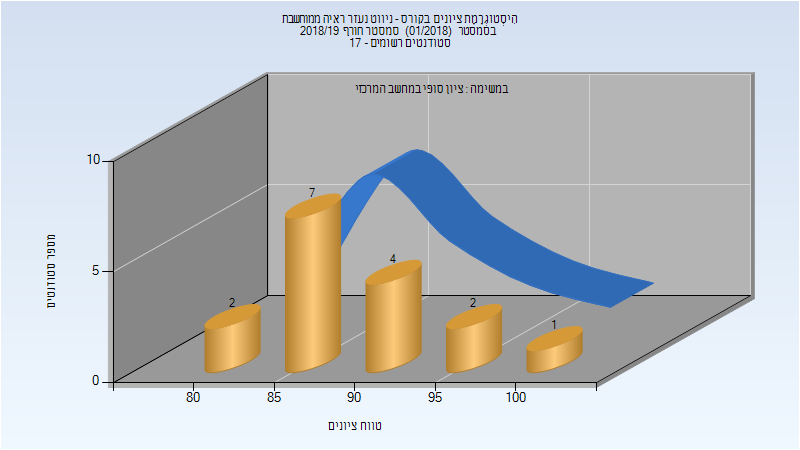 היסטוגרמת ציונים בקורס - ניווט נעזר ראיה ממוחשבת
בסמסטר (01/2018) סמסטר חורף 2018/19
סטודנטים רשומים - 17
במשימה : ציון סופי במחשב המרכזי
מספר סטודנטים
10
5
0
2
7
4
2
1
80 85 90 95 100
טווח ציונים